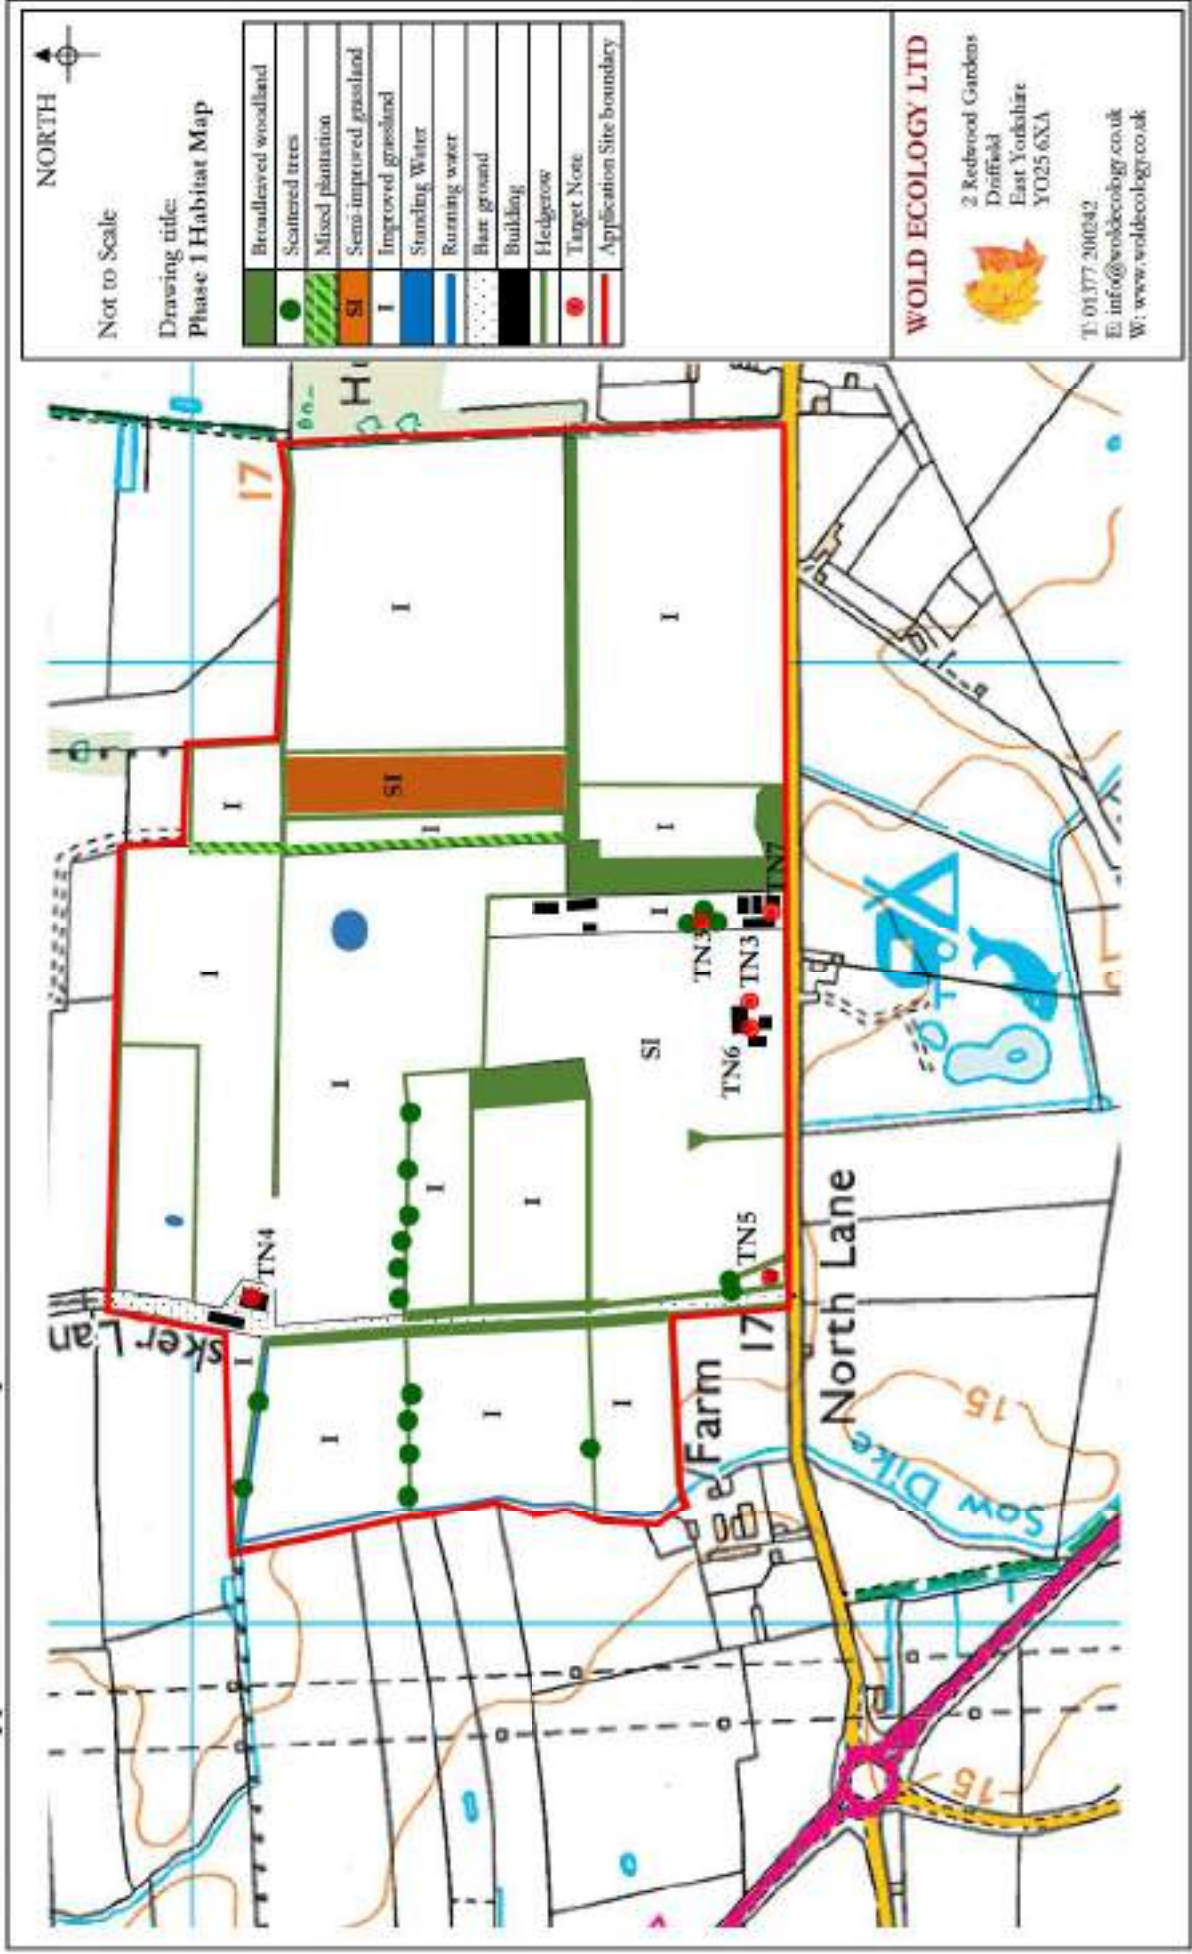 NORTH
Not to Scale
Drawing title:
Phase 1 Habitat Map
Broadleaved woodland
Scattered trees
Mixed plantation
SI Semi-improved grassland
I Improved grassland
Standing Water
Running water
Bare ground
Building
Hedgerow
Target Note
Application Site boundary
WOLD ECOLOGY LTD
2 Redwood Gardens
Driffield
East Yorkshire
YO25 6XA
T: 01377 200242
E: info@woldecology.co.uk
W: www.woldecology.co.uk
17
I
I
I
SI
I
I
I
I
I
SI
I
I
I
I
I
I
TN3
TN3
TN7
TN6
TN4
TN5
sker Lan
17
Farm
North Lane
Sow Dike
15
15